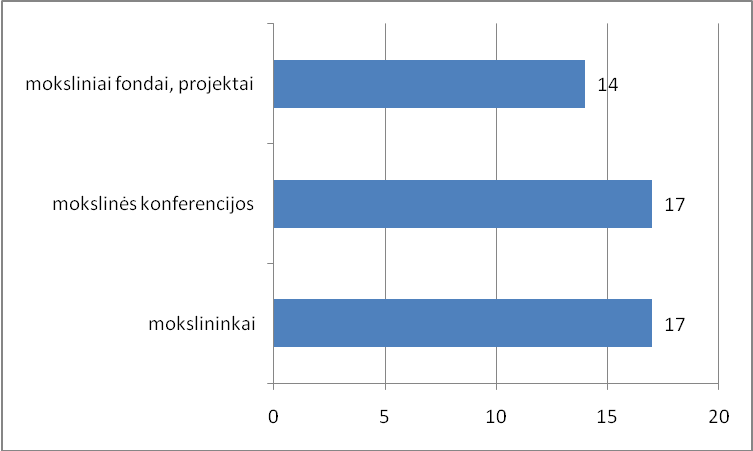 moksliniai fondai, projektai
14
mokslinės konferencijos
17
mokslininkai
17
0 5 10 15 20